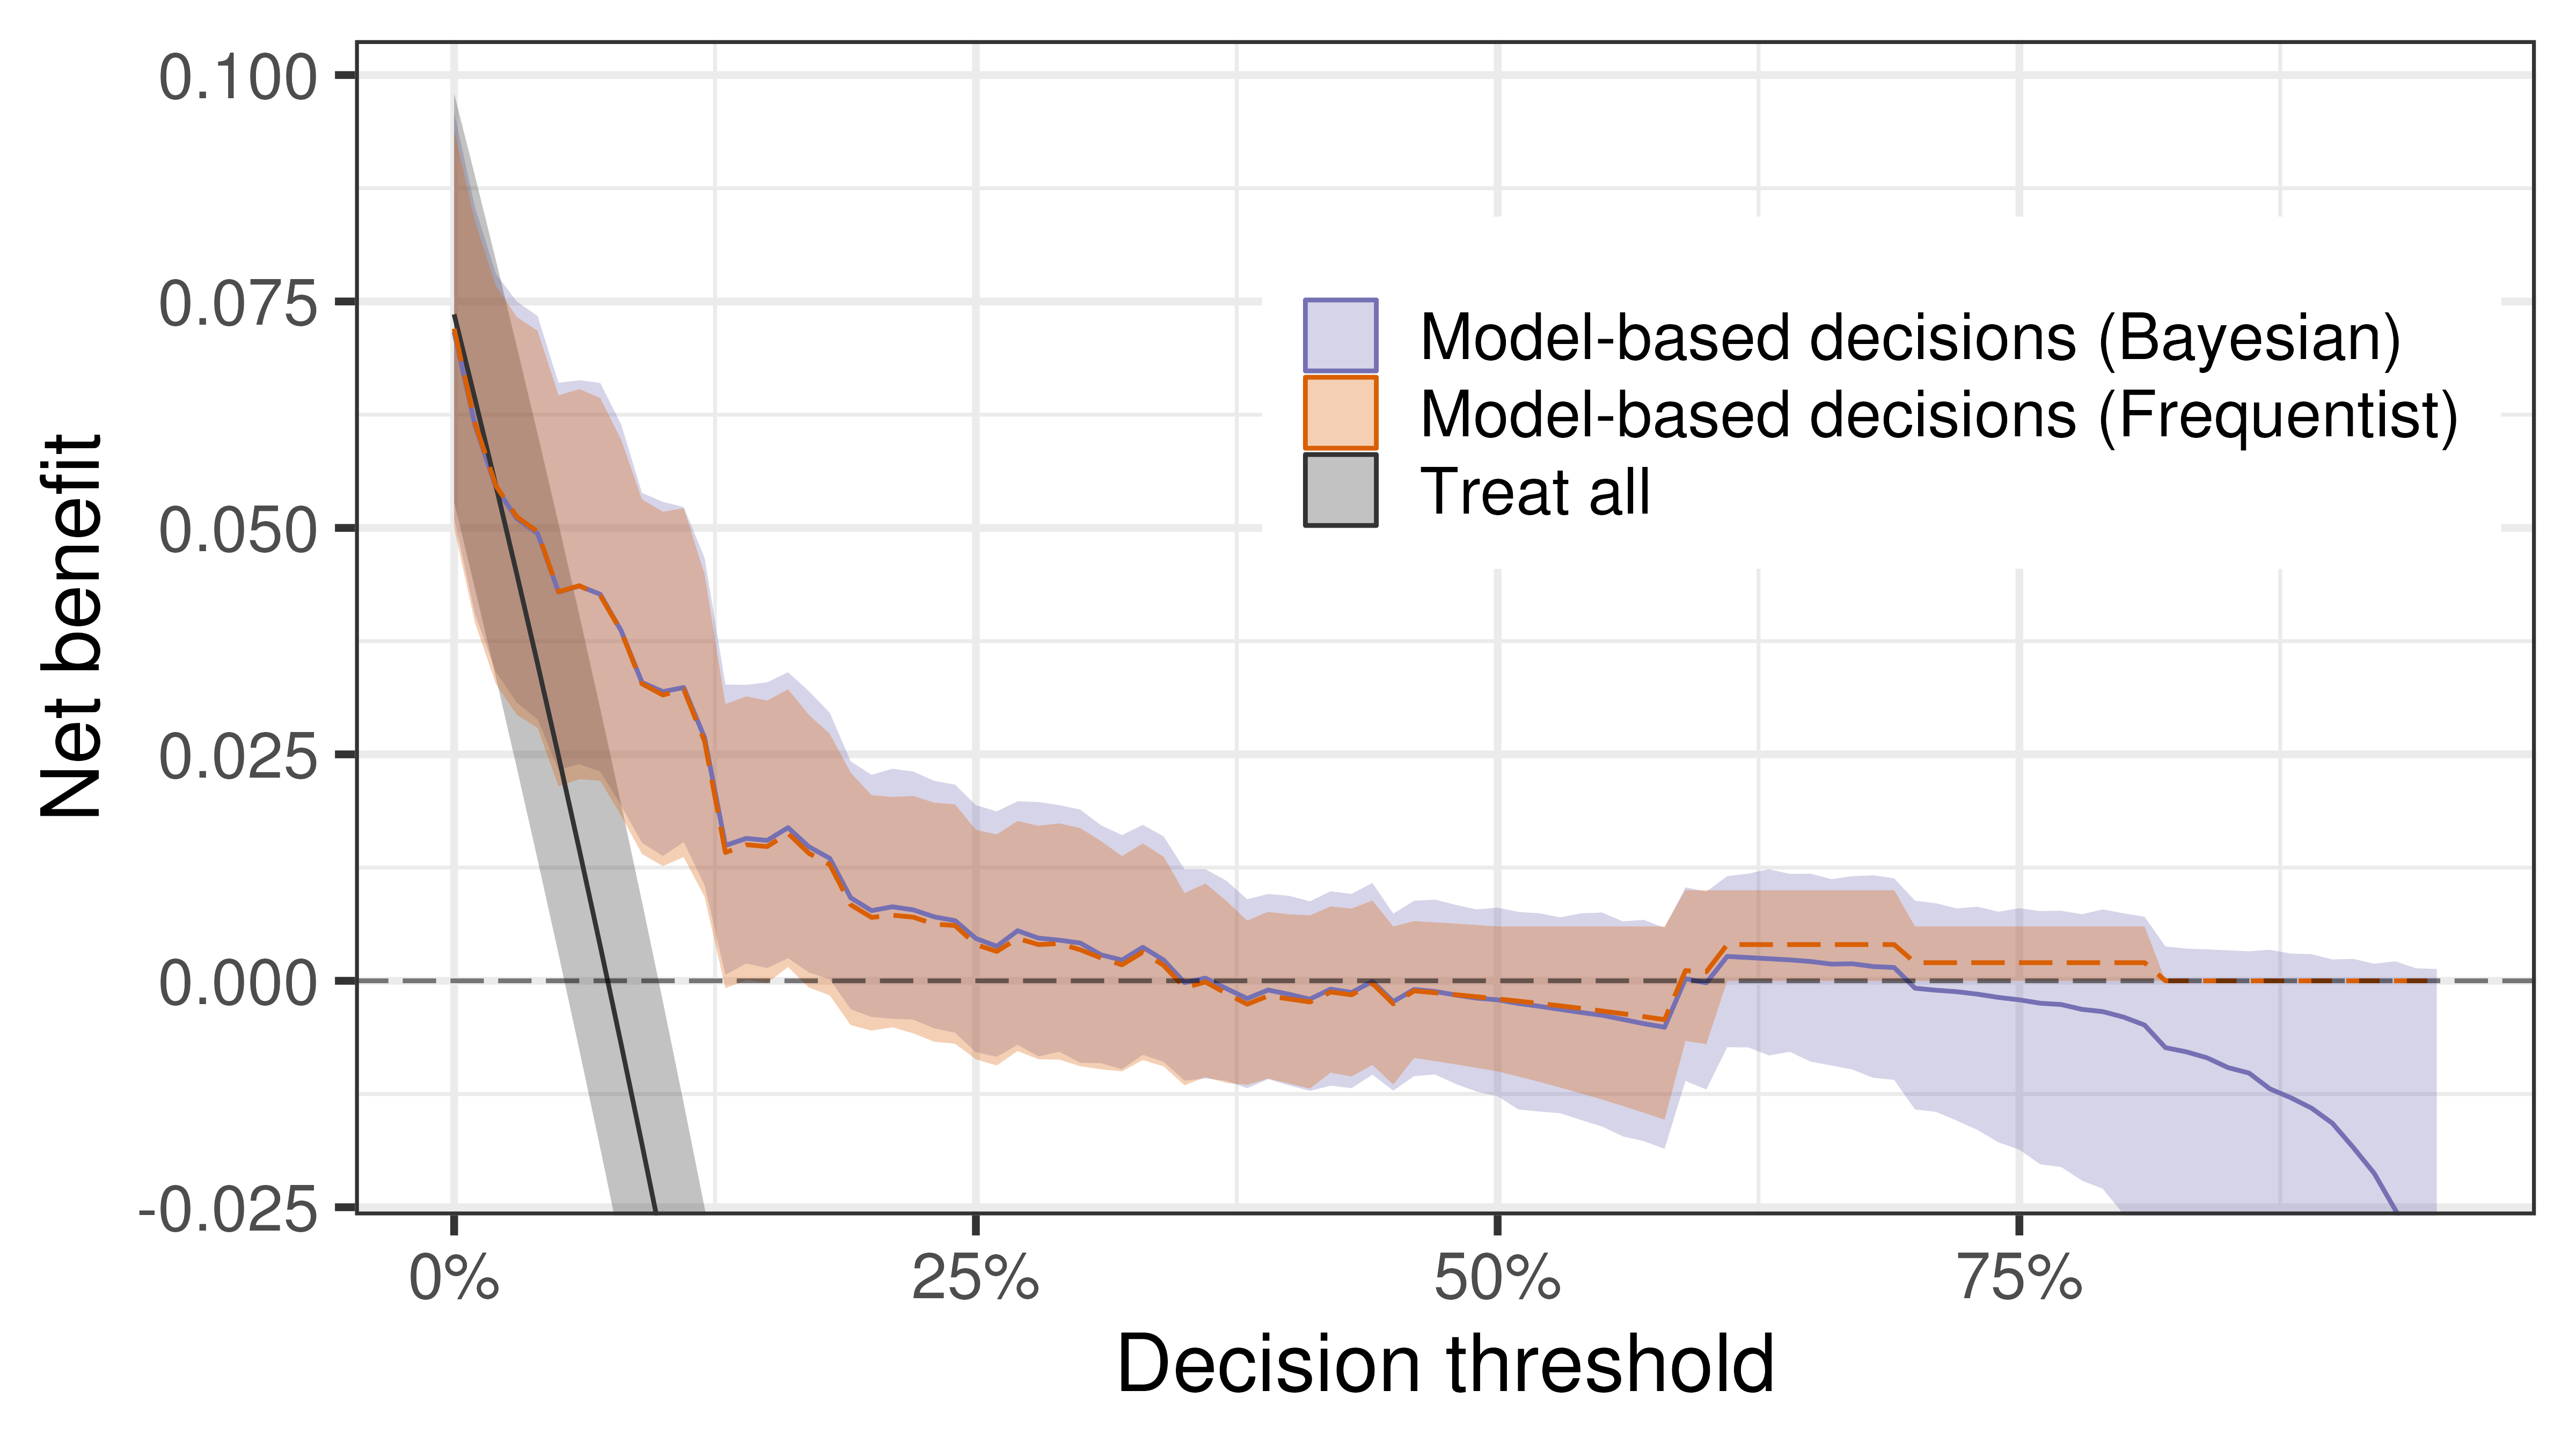 0.100
0.075
0.050
0.025
0.000
-0.025
Net benefit
Model-based decisions (Bayesian)
Model-based decisions (Frequentist)
Treat all
0%
25%
50%
75%
Decision threshold